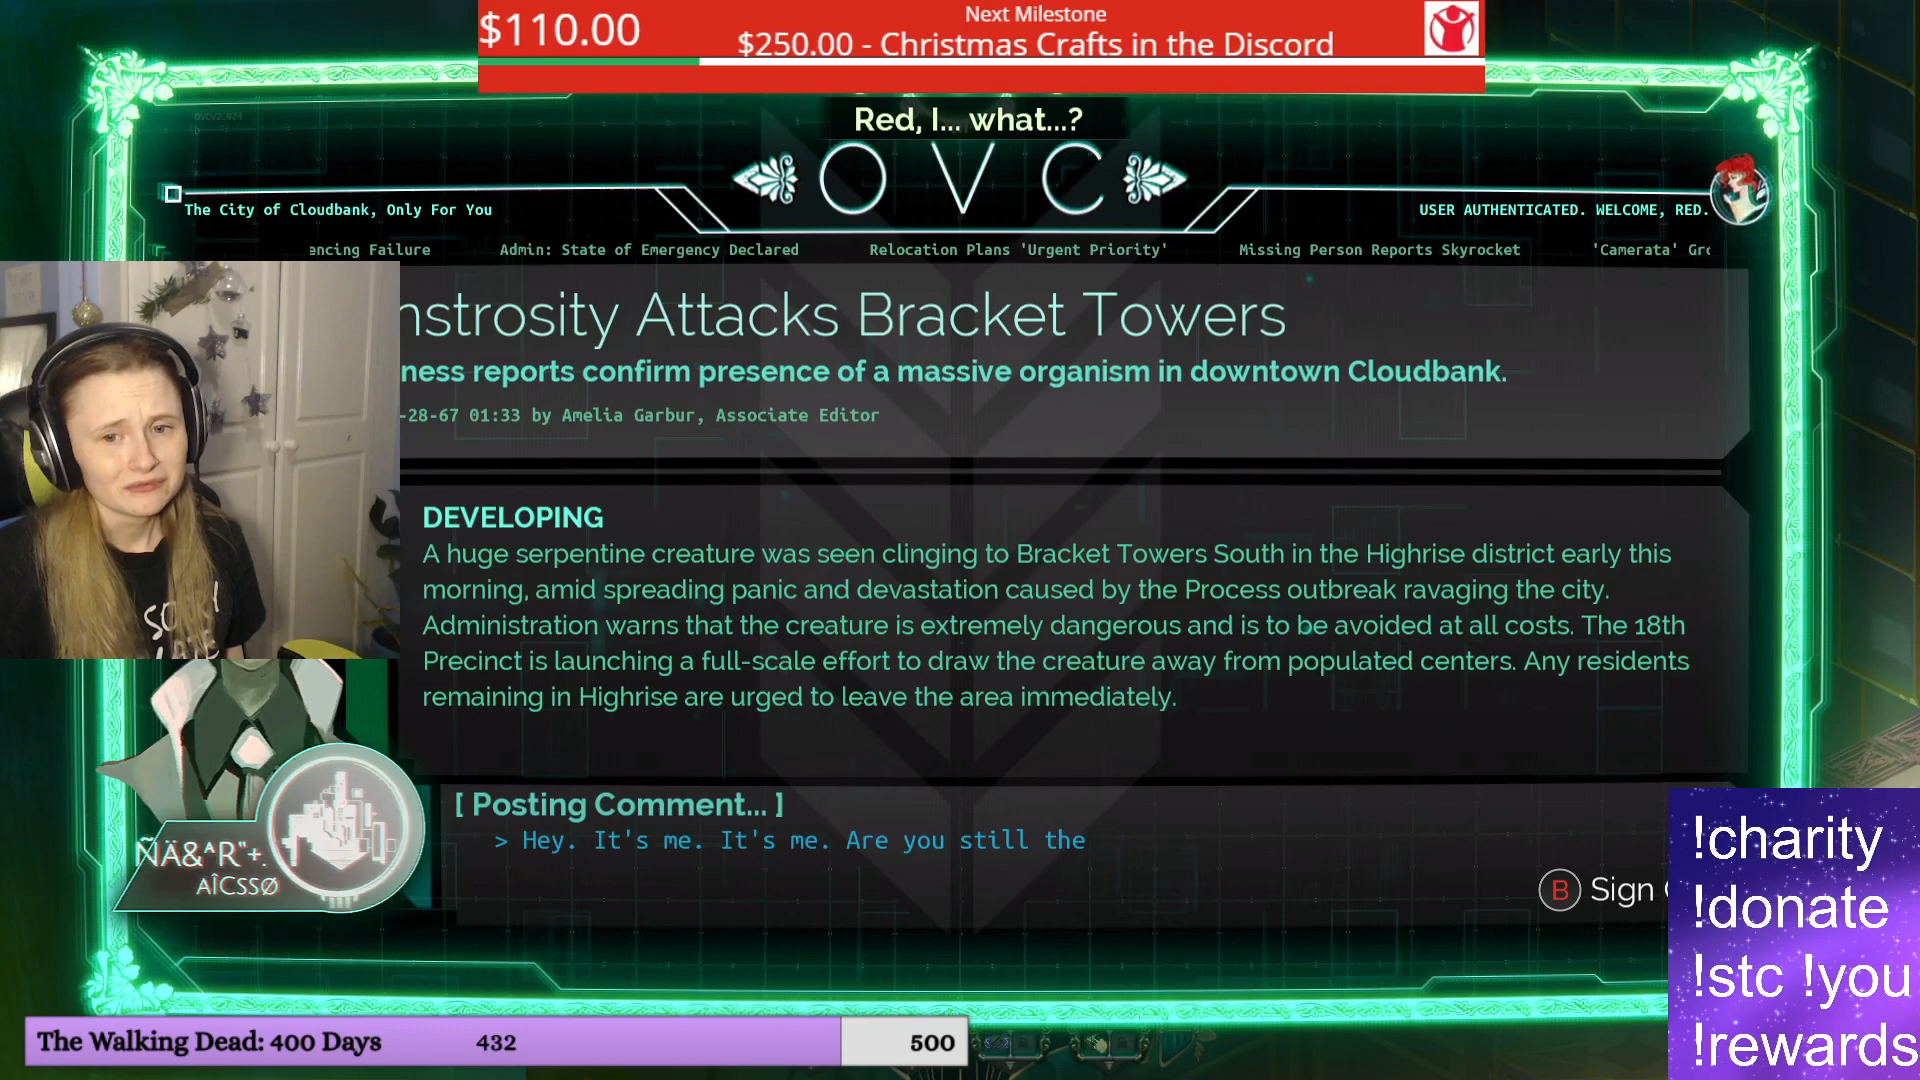 $110.00
Next Milestone
$250.00 - Christmas Crafts in the Discord
Red, I... what...?
OVC
The City of Cloudbank, Only For You
USER AUTHENTICATED. WELCOME, RED.
encing Failure Admin: State of Emergency Declared Relocation Plans 'Urgent Priority' Missing Person Reports Skyrocket 'Camerata' Gro
nstrosity Attacks Bracket Towers
ness reports confirm presence of a massive organism in downtown Cloudbank.
-28-67 01:33 by Amelia Garbur, Associate Editor
DEVELOPING
A huge serpentine creature was seen clinging to Bracket Towers South in the Highrise district early this
morning, amid spreading panic and devastation caused by the Process outbreak ravaging the city.
Administration warns that the creature is extremely dangerous and is to be avoided at all costs. The 18th
Precinct is launching a full-scale effort to draw the creature away from populated centers. Any residents
remaining in Highrise are urged to leave the area immediately.
[ Posting Comment... ]
> Hey. It's me. It's me. Are you still the
ÑÄ&^R"+.
AÎCSSØ
B Sign
!charity
!donate
!stc !you
!rewards
The Walking Dead: 400 Days 432 500